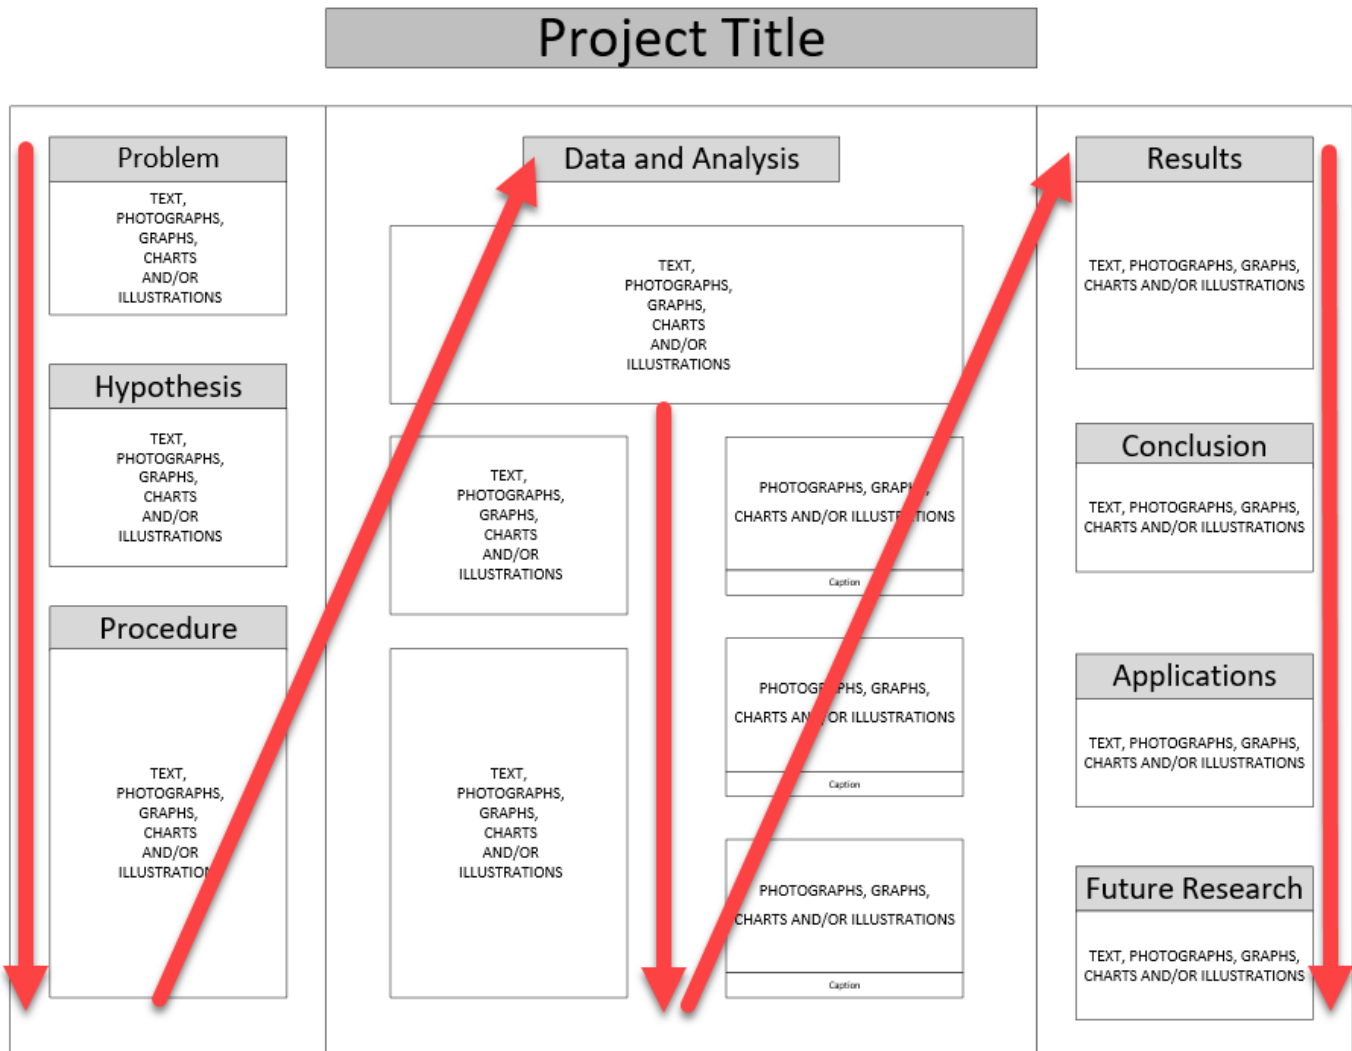 Project Title
Problem
TEXT,
PHOTOGRAPHS,
GRAPHS,
CHARTS
AND/OR
ILLUSTRATIONS
Hypothesis
TEXT,
PHOTOGRAPHS,
GRAPHS,
CHARTS
AND/OR
ILLUSTRATIONS
Procedure
TEXT,
PHOTOGRAPHS,
GRAPHS,
CHARTS
AND/OR
ILLUSTRATIONS
Data and Analysis
TEXT,
PHOTOGRAPHS,
GRAPHS,
CHARTS
AND/OR
ILLUSTRATIONS
TEXT,
PHOTOGRAPHS,
GRAPHS,
CHARTS
AND/OR
ILLUSTRATIONS
TEXT,
PHOTOGRAPHS,
GRAPHS,
CHARTS
AND/OR
ILLUSTRATIONS
PHOTOGRAPHS, GRAPHS,
CHARTS AND/OR ILLUSTRATIONS
Caption
PHOTOGRAPHS, GRAPHS,
CHARTS AND/OR ILLUSTRATIONS
Caption
PHOTOGRAPHS, GRAPHS,
CHARTS AND/OR ILLUSTRATIONS
Caption
Results
TEXT, PHOTOGRAPHS, GRAPHS,
CHARTS AND/OR ILLUSTRATIONS
Conclusion
TEXT, PHOTOGRAPHS, GRAPHS,
CHARTS AND/OR ILLUSTRATIONS
Applications
TEXT, PHOTOGRAPHS, GRAPHS,
CHARTS AND/OR ILLUSTRATIONS
Future Research
TEXT, PHOTOGRAPHS, GRAPHS,
CHARTS AND/OR ILLUSTRATIONS